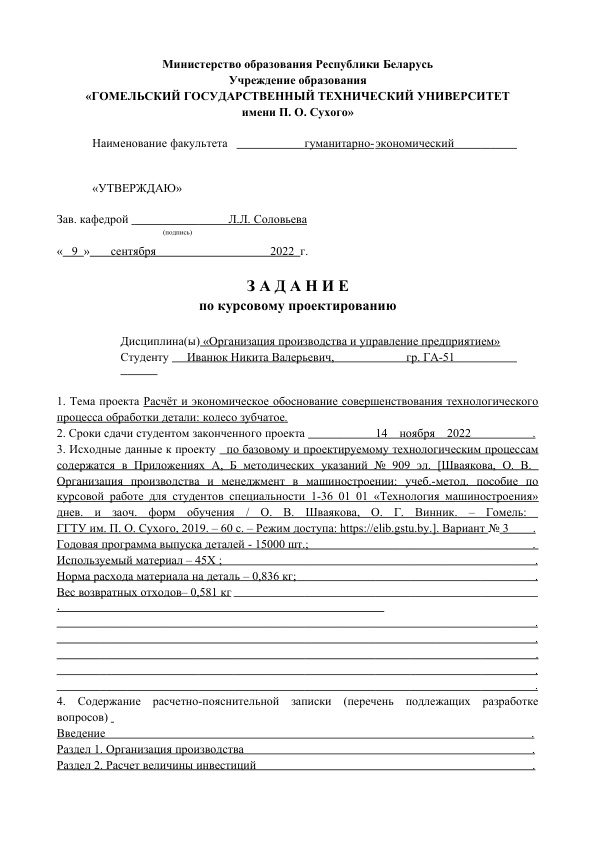 Министерство образования Республики Беларусь
Учреждение образования
«ГОМЕЛЬСКИЙ ГОСУДАРСТВЕННЫЙ ТЕХНИЧЕСКИЙ УНИВЕРСИТЕТ
имени П. О. Сухого»
Наименование факультета гуманитарно-экономический
«УТВЕРЖДАЮ»
Зав. кафедрой Л.Л. Соловьева
(подпись)
« 9 » сентября 2022 г.
З А Д А Н И Е
по курсовому проектированию
Дисциплина(ы) «Организация производства и управление предприятием»
Студенту Иванюк Никита Валерьевич, гр. ГА-51
1. Тема проекта Расчёт и экономическое обоснование совершенствования технологического
процесса обработки детали: колесо зубчатое.
2. Сроки сдачи студентом законченного проекта 14 ноября 2022 .
3. Исходные данные к проекту по базовому и проектируемому технологическим процессам
содержатся в Приложениях А, Б методических указаний № 909 эл. [Шваякова, О. В.
Организация производства и менеджмент в машиностроении: учеб.-метод. пособие по
курсовой работе для студентов специальности 1-36 01 01 «Технология машиностроения»
днев. и заоч. форм обучения / О. В. Шваякова, О. Г. Винник. – Гомель:
ГГТУ им. П. О. Сухого, 2019. – 60 с. – Режим доступа: https://elib.gstu.by.]. Вариант № 3 .
Годовая программа выпуска деталей - 15000 шт.; .
Используемый материал – 45Х ; .
Норма расхода материала на деталь – 0,836 кг; .
Вес возвратных отходов– 0,581 кг
.
.
.
.
.
.
4. Содержание расчетно-пояснительной записки (перечень подлежащих разработке
вопросов)
Введение .
Раздел 1. Организация производства .
Раздел 2. Расчет величины инвестиций .